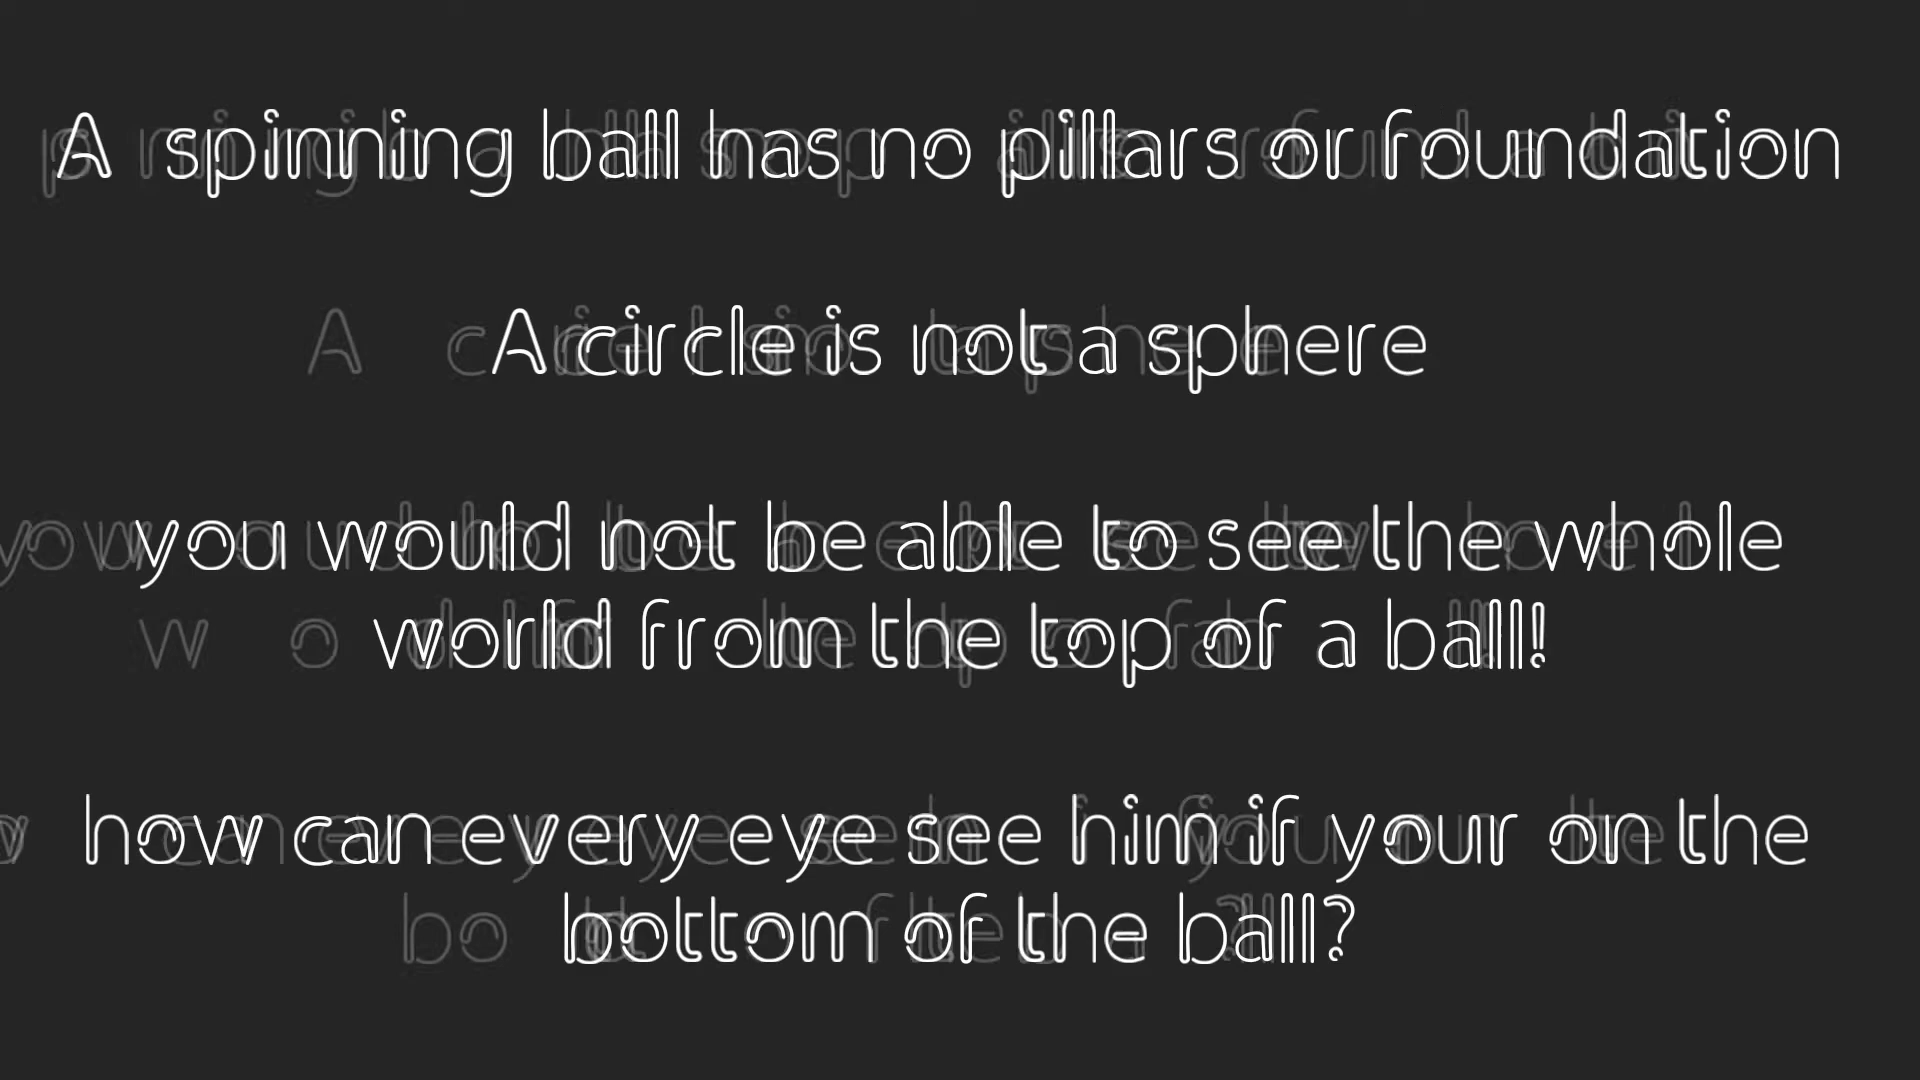 A spinning ball has no pillars or foundation
A circle is not a sphere
you would not be able to see the whole
world from the top of a ball!
how can every eye see him if your on the
bottom of the ball?